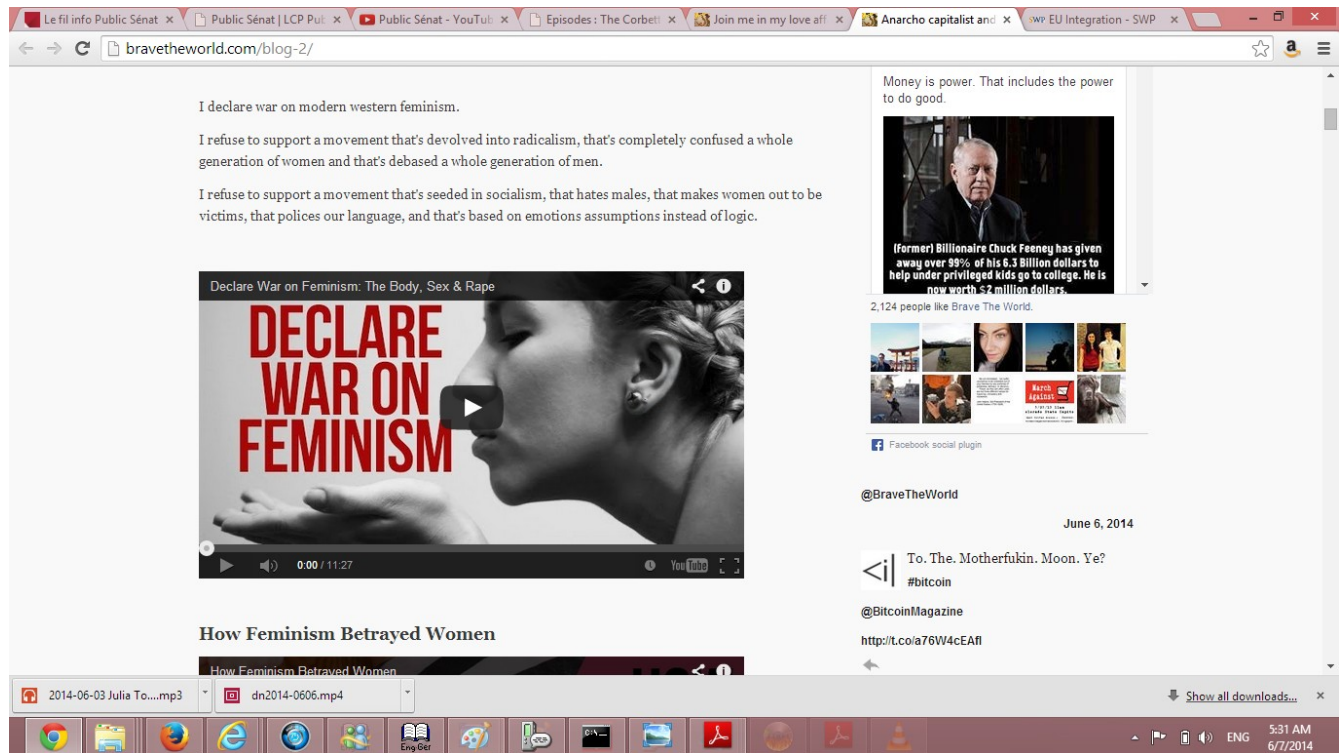 Le fil info Public Sénat
Public Sénat | LCP Pub
Public Sénat - YouTub
Episodes : The Corbett
Join me in my love aff
Anarcho capitalist and
SWP EU Integration - SWP
bravetheworld.com/blog-2/
I declare war on modern western feminism.
I refuse to support a movement that's devolved into radicalism, that's completely confused a whole
generation of women and that's debased a whole generation of men.
I refuse to support a movement that's seeded in socialism, that hates males, that makes women out to be
victims, that polices our language, and that's based on emotions assumptions instead of logic.
Declare War on Feminism: The Body, Sex & Rape
DECLARE
WAR ON
FEMINISM
0:00 / 11:27
YouTube
How Feminism Betrayed Women
How Feminism Betrayed Women
Money is power. That includes the power
to do good.
(Former) Billionaire Chuck Feeney has given
away over 99% of his 6.3 Billion dollars to
help under privileged kids go to college. He is
now worth $2 million dollars.
2,124 people like Brave The World.
March
Against
Facebook social plugin
@BraveTheWorld
June 6, 2014
<i|
To. The. Motherfukin. Moon. Ye?
#bitcoin
@BitcoinMagazine
http://t.co/a76W4cEAfl
2014-06-03 Julia To....mp3
dn2014-0606.mp4
Show all downloads...
Eng-Ger
C:\_
ENG
5:31 AM
6/7/2014